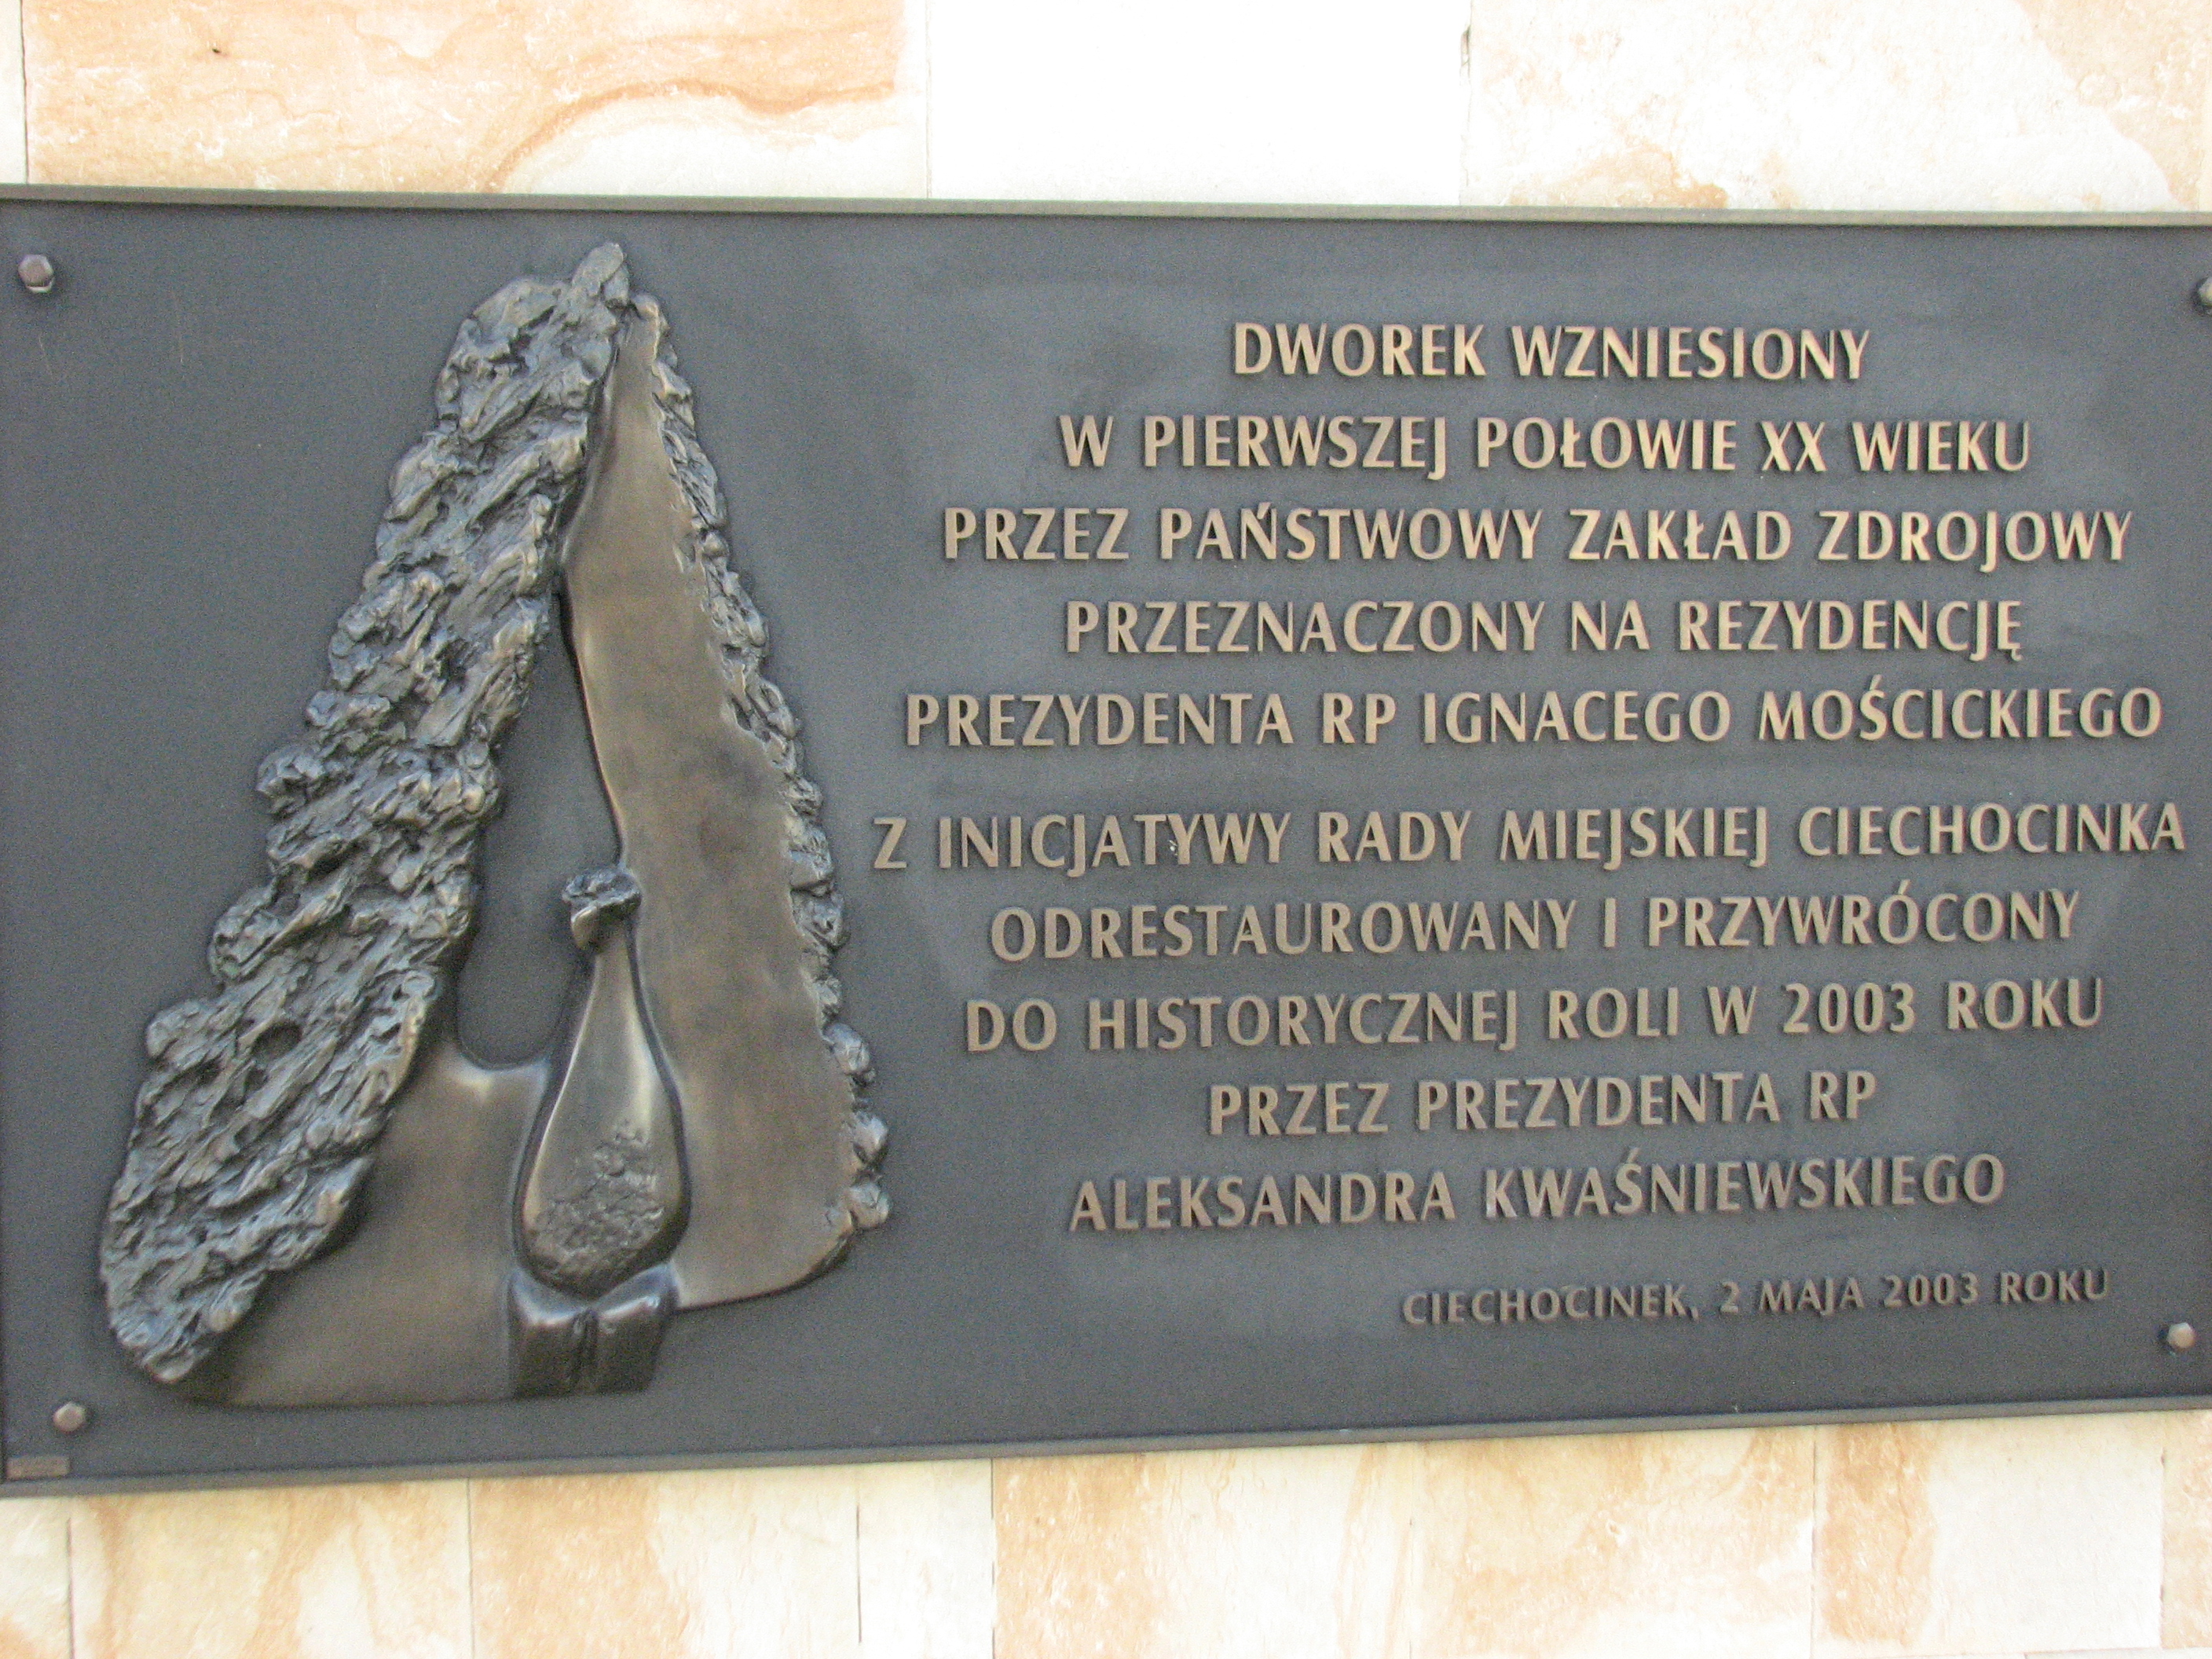 DWOREK WZNIESIONY
W PIERWSZEJ POŁOWIE XX WIEKU
PRZEZ PAŃSTWOWY ZAKŁAD ZDROJOWY
PRZEZNACZONY NA REZYDENCJĘ
PREZYDENTA RP IGNACEGO MOŚCICKIEGO
Z INICJATYWY RADY MIEJSKIEJ CIECHOCINKA
ODRESTAUROWANY I PRZYWRÓCONY
DO HISTORYCZNEJ ROLI W 2003 ROKU
PRZEZ PREZYDENTA RP
ALEKSANDRA KWAŚNIEWSKIEGO
CIECHOCINEK, 2 MAJA 2003 ROKU